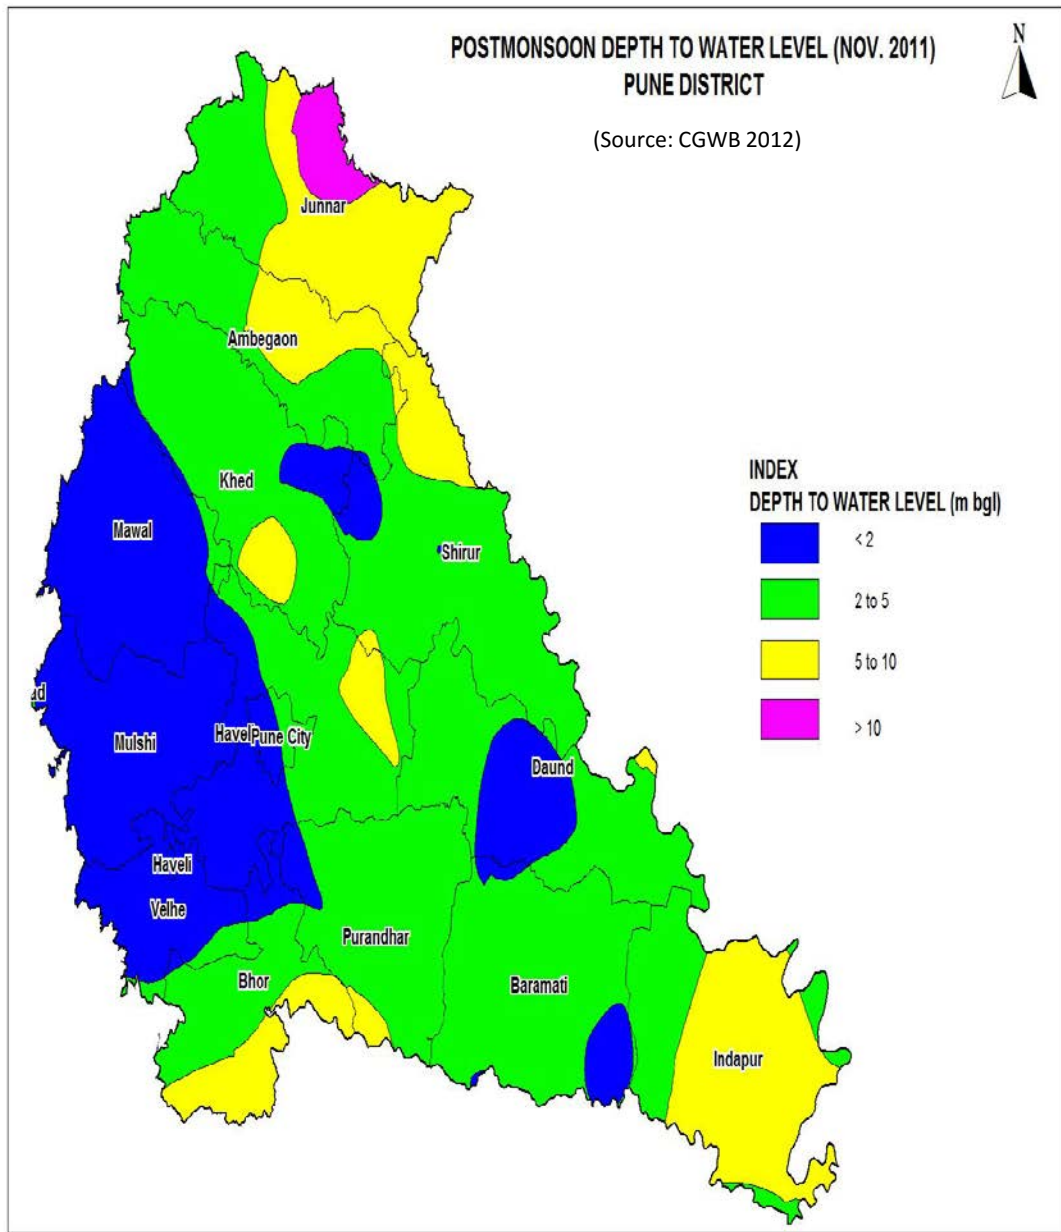 POSTMONSOON DEPTH TO WATER LEVEL (NOV. 2011)
PUNE DISTRICT
N
(Source: CGWB 2012)
Junnar
Ambegaon
INDEX
DEPTH TO WATER LEVEL (m bgl)
< 2
2 to 5
5 to 10
> 10
Khed
Mawal
Shirur
ad
Mulshi
Haveli
Pune City
Daund
Haveli
Velhe
Purandhar
Bhor
Baramati
Indapur